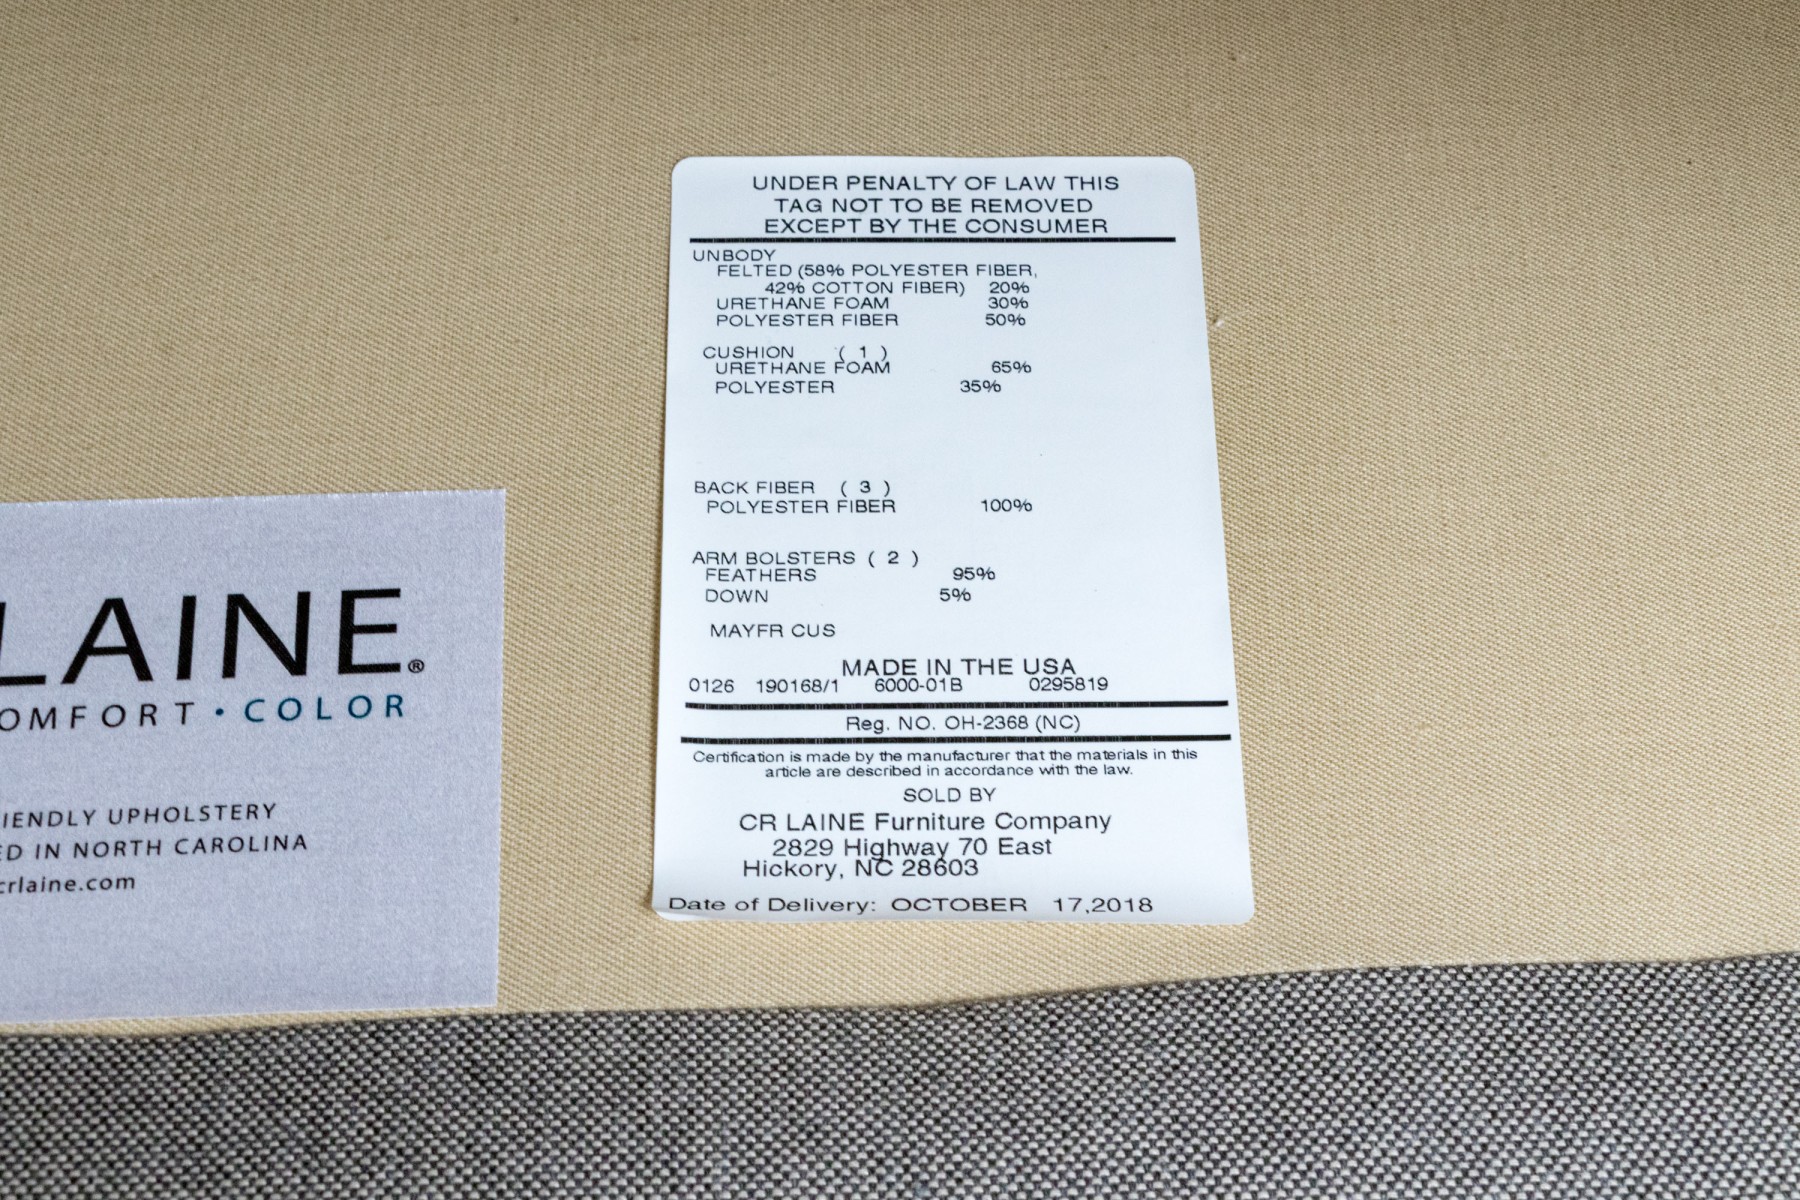 UNDER PENALTY OF LAW THIS
TAG NOT TO BE REMOVED
EXCEPT BY THE CONSUMER
UNBODY
FELTED (58% POLYESTER FIBER,
42% COTTON FIBER) 20%
URETHANE FOAM 30%
POLYESTER FIBER 50%
CUSHION ( 1 )
URETHANE FOAM 65%
POLYESTER 35%
BACK FIBER ( 3 )
POLYESTER FIBER 100%
ARM BOLSTERS ( 2 )
FEATHERS 95%
DOWN 5%
MAYFR CUS
MADE IN THE USA
0126 190168/1 6000-01B 0295819
Reg. NO. OH-2368 (NC)
Certification is made by the manufacturer that the materials in this
article are described in accordance with the law.
SOLD BY
CR LAINE Furniture Company
2829 Highway 70 East
Hickory, NC 28603
Date of Delivery: OCTOBER 17,2018
LAINE®
OMFORT · COLOR
IENDLY UPHOLSTERY
ED IN NORTH CAROLINA
crlaine.com